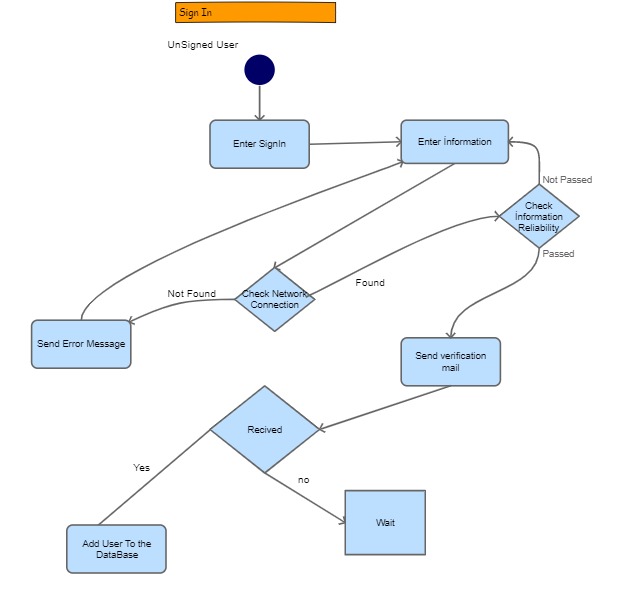 Sign In
UnSigned User
Enter SignIn
Enter İnformation
Not Passed
Check
İnformation
Reliability
Passed
Found
Check Network
Connection
Not Found
Send Error Message
Send verification
mail
Recived
Yes
no
Wait
Add User To the
DataBase